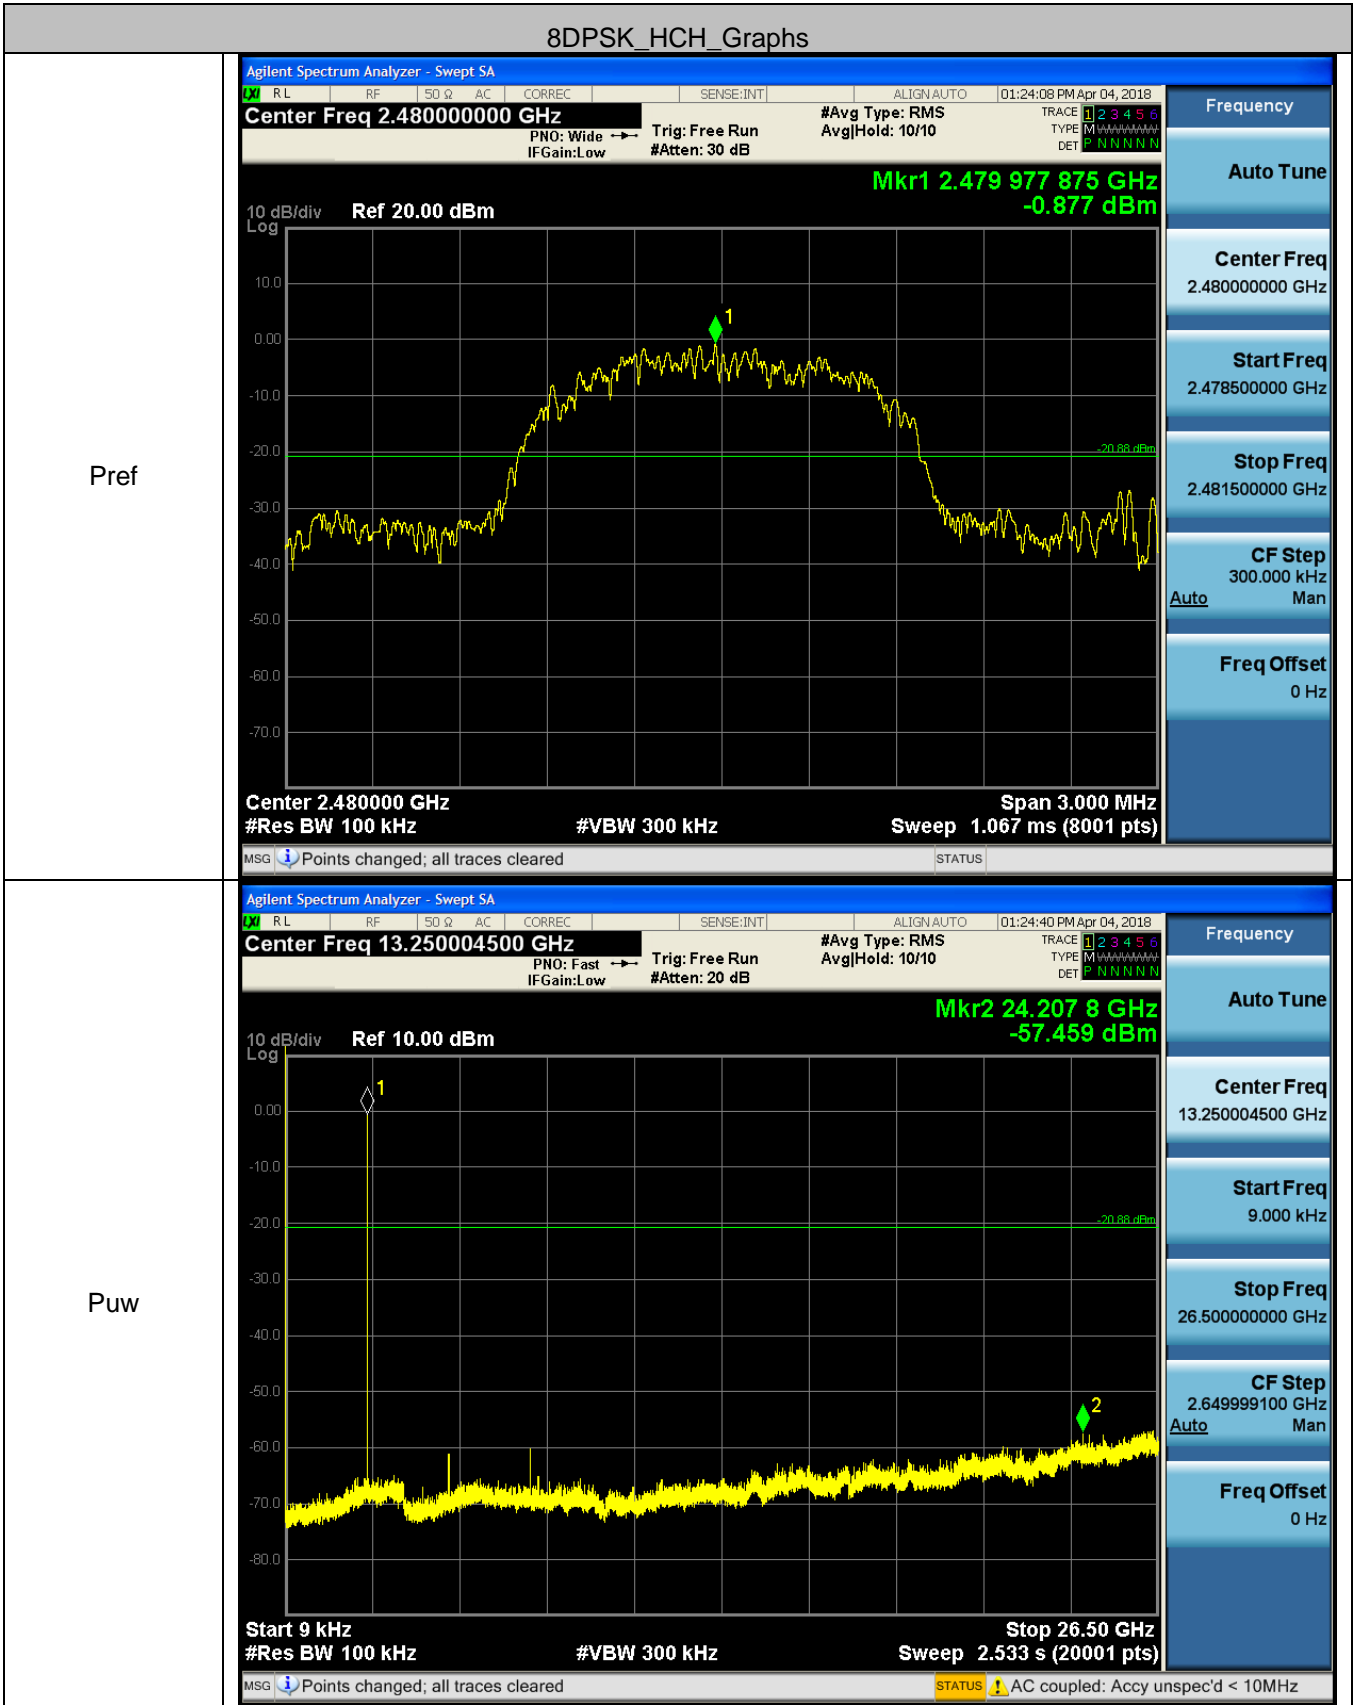 8DPSK_HCH_Graphs
Pref
Agilent Spectrum Analyzer - Swept SA
LXI RL RF 50 Ω AC CORREC SENSE:INT ALIGN AUTO 01:24:08 PM Apr 04, 2018
Center Freq 2.480000000 GHz
PNO: Wide
IFGain:Low
Trig: Free Run
#Atten: 30 dB
#Avg Type: RMS
Avg|Hold: 10/10
TRACE 1 2 3 4 5 6
TYPE M WWWWW
DET P N N N N N
Mkr1 2.479 977 875 GHz
-0.877 dBm
10 dB/div Ref 20.00 dBm
Log
1
10.0
0.00
-10.0
-20.0
-20.88 dBm
-30.0
-40.0
-50.0
-60.0
-70.0
Center 2.480000 GHz Span 3.000 MHz
#Res BW 100 kHz #VBW 300 kHz Sweep 1.067 ms (8001 pts)
MSG Points changed; all traces cleared STATUS
Frequency
Auto Tune
Center Freq
2.480000000 GHz
Start Freq
2.478500000 GHz
Stop Freq
2.481500000 GHz
CF Step
300.000 kHz
Auto Man
Freq Offset
0 Hz
Puw
Agilent Spectrum Analyzer - Swept SA
LXI RL RF 50 Ω AC CORREC SENSE:INT ALIGN AUTO 01:24:40 PM Apr 04, 2018
Center Freq 13.250004500 GHz
PNO: Fast
IFGain:Low
Trig: Free Run
#Atten: 20 dB
#Avg Type: RMS
Avg|Hold: 10/10
TRACE 1 2 3 4 5 6
TYPE M WWWWW
DET P N N N N N
Mkr2 24.207 8 GHz
-57.459 dBm
10 dB/div Ref 10.00 dBm
Log
1
0.00
-10.0
-20.0
-20.88 dBm
-30.0
-40.0
-50.0
2
-60.0
-70.0
-80.0
Start 9 kHz Stop 26.50 GHz
#Res BW 100 kHz #VBW 300 kHz Sweep 2.533 s (20001 pts)
MSG Points changed; all traces cleared STATUS AC coupled: Accy unspec'd < 10MHz
Frequency
Auto Tune
Center Freq
13.250004500 GHz
Start Freq
9.000 kHz
Stop Freq
26.500000000 GHz
CF Step
2.649999100 GHz
Auto Man
Freq Offset
0 Hz